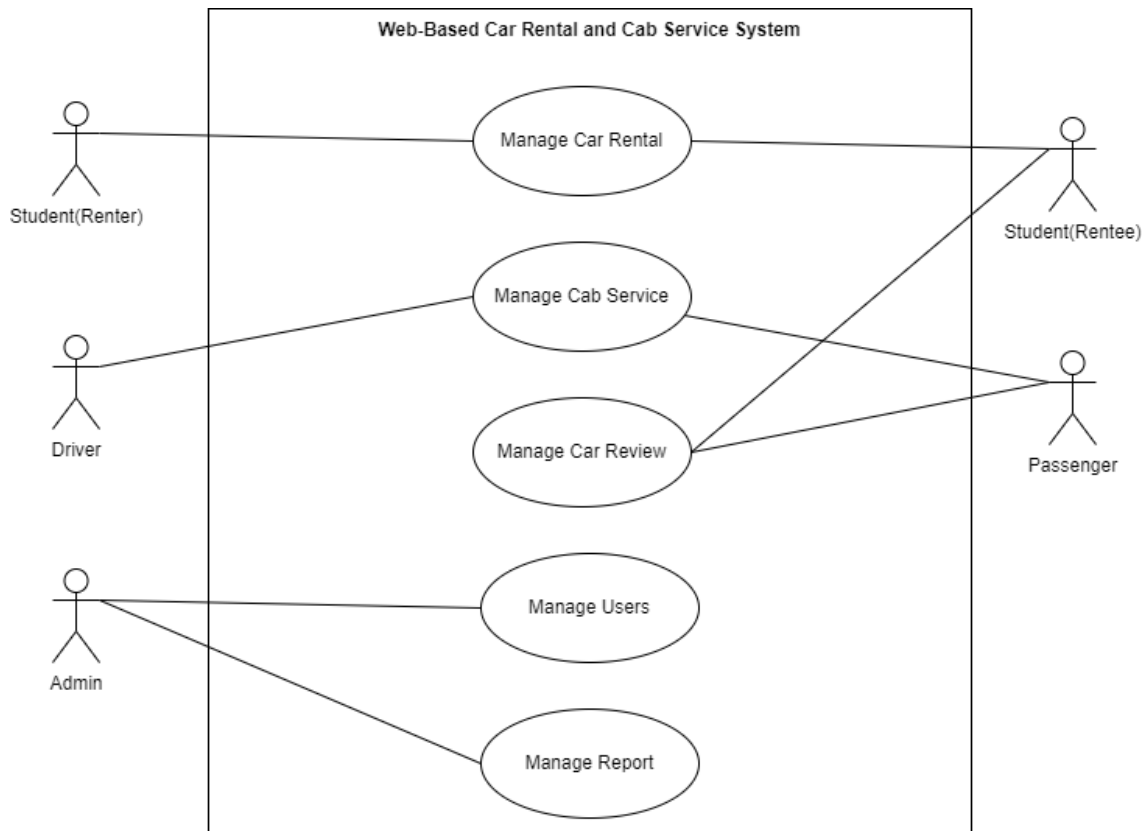 Web-Based Car Rental and Cab Service System
Manage Car Rental
Student(Renter)
Student(Rentee)
Manage Cab Service
Driver
Manage Car Review
Passenger
Manage Users
Admin
Manage Report